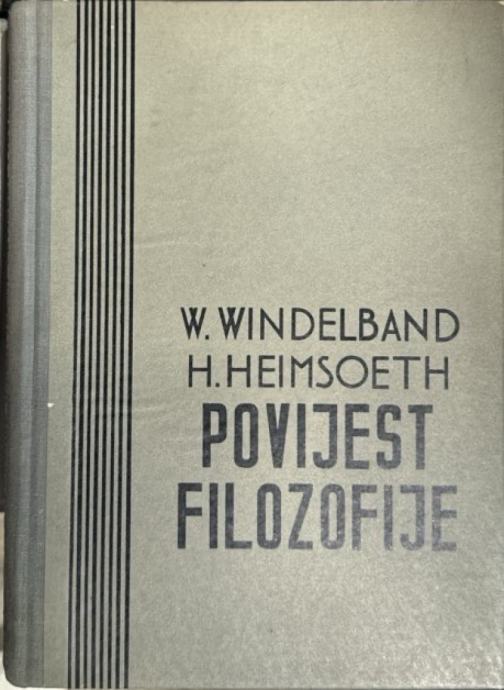 W. WINDELBAND
H. HEIMSOETH
POVIJEST
FILOZOFIJE